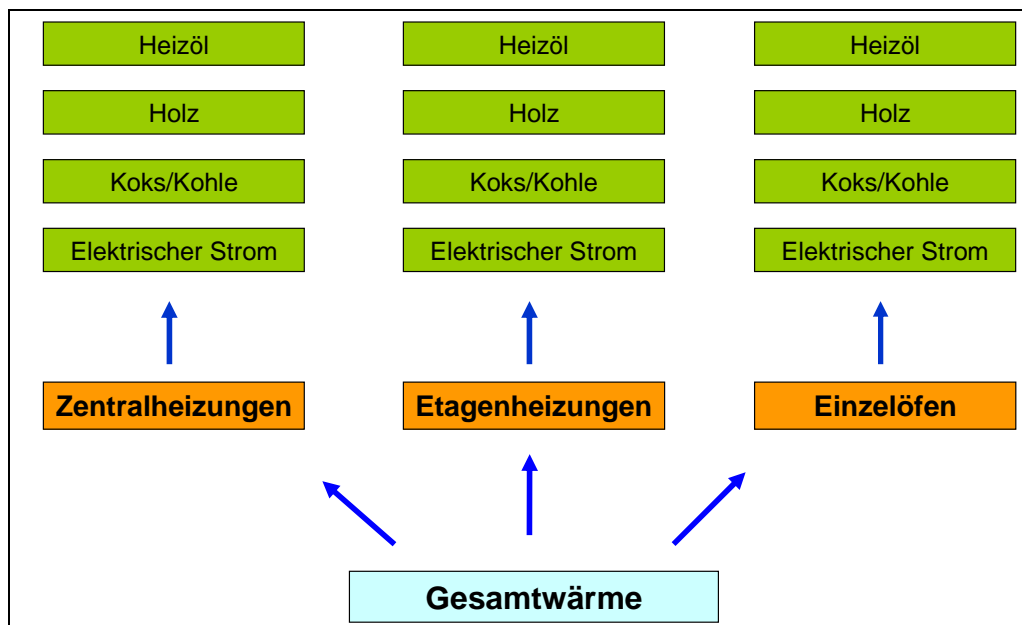 Heizöl
Heizöl
Heizöl
Holz
Holz
Holz
Koks/Kohle
Koks/Kohle
Koks/Kohle
Elektrischer Strom
Elektrischer Strom
Elektrischer Strom
Zentralheizungen
Etagenheizungen
Einzelöfen
Gesamtwärme